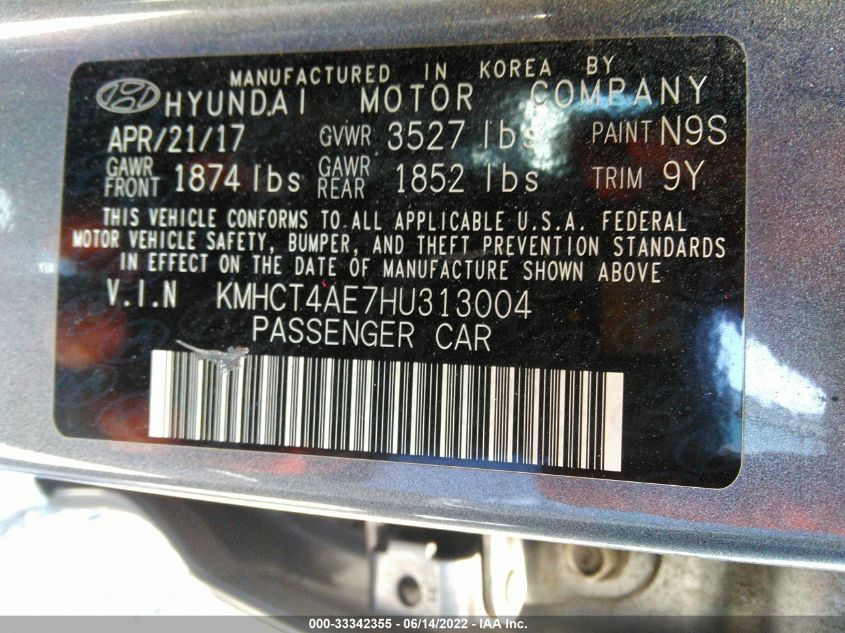 MANUFACTURED IN KOREA BY
HYUNDAI MOTOR COMPANY
APR/21/17 GVWR 3527 lbs PAINT N9S
GAWR FRONT 1874 lbs GAWR REAR 1852 lbs TRIM 9Y
THIS VEHICLE CONFORMS TO ALL APPLICABLE U.S.A. FEDERAL
MOTOR VEHICLE SAFETY, BUMPER, AND THEFT PREVENTION STANDARDS
IN EFFECT ON THE DATE OF MANUFACTURE SHOWN ABOVE
V.I.N KMHCT4AE7HU313004
PASSENGER CAR
000-33342355 - 06/14/2022 - IAA Inc.